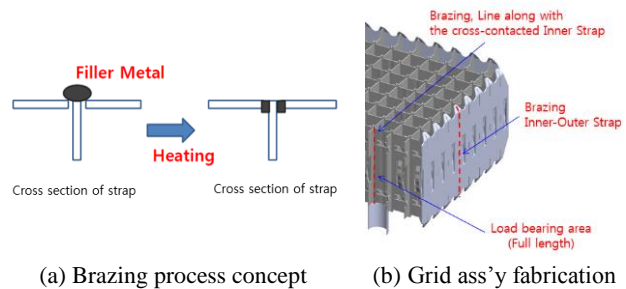 Filler Metal
Heating
Cross section of strap
Cross section of strap
(a) Brazing process concept
Brazing, Line along with
the cross-contacted Inner Strap
Brazing
Inner-Outer Strap
Load bearing area
(Full length)
(b) Grid ass'y fabrication